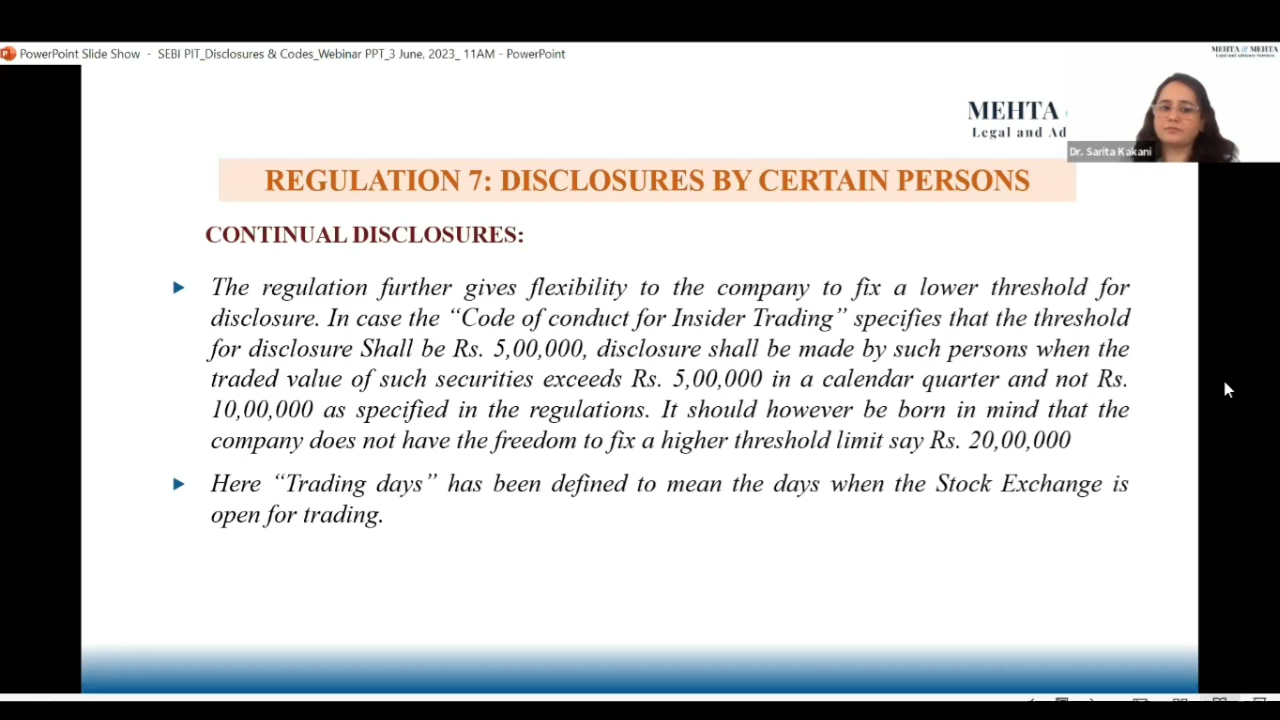 PowerPoint Slide Show - SEBI PIT_Disclosures & Codes_Webinar PPT_3 June, 2023_ 11AM - PowerPoint
MEHTA & MEHTA
Legal and Advisory Services
MEHTA
Legal and Ad
Dr. Sarita Kakani
REGULATION 7: DISCLOSURES BY CERTAIN PERSONS
CONTINUAL DISCLOSURES:
The regulation further gives flexibility to the company to fix a lower threshold for
disclosure. In case the “Code of conduct for Insider Trading” specifies that the threshold
for disclosure Shall be Rs. 5,00,000, disclosure shall be made by such persons when the
traded value of such securities exceeds Rs. 5,00,000 in a calendar quarter and not Rs.
10,00,000 as specified in the regulations. It should however be born in mind that the
company does not have the freedom to fix a higher threshold limit say Rs. 20,00,000
Here “Trading days” has been defined to mean the days when the Stock Exchange is
open for trading.